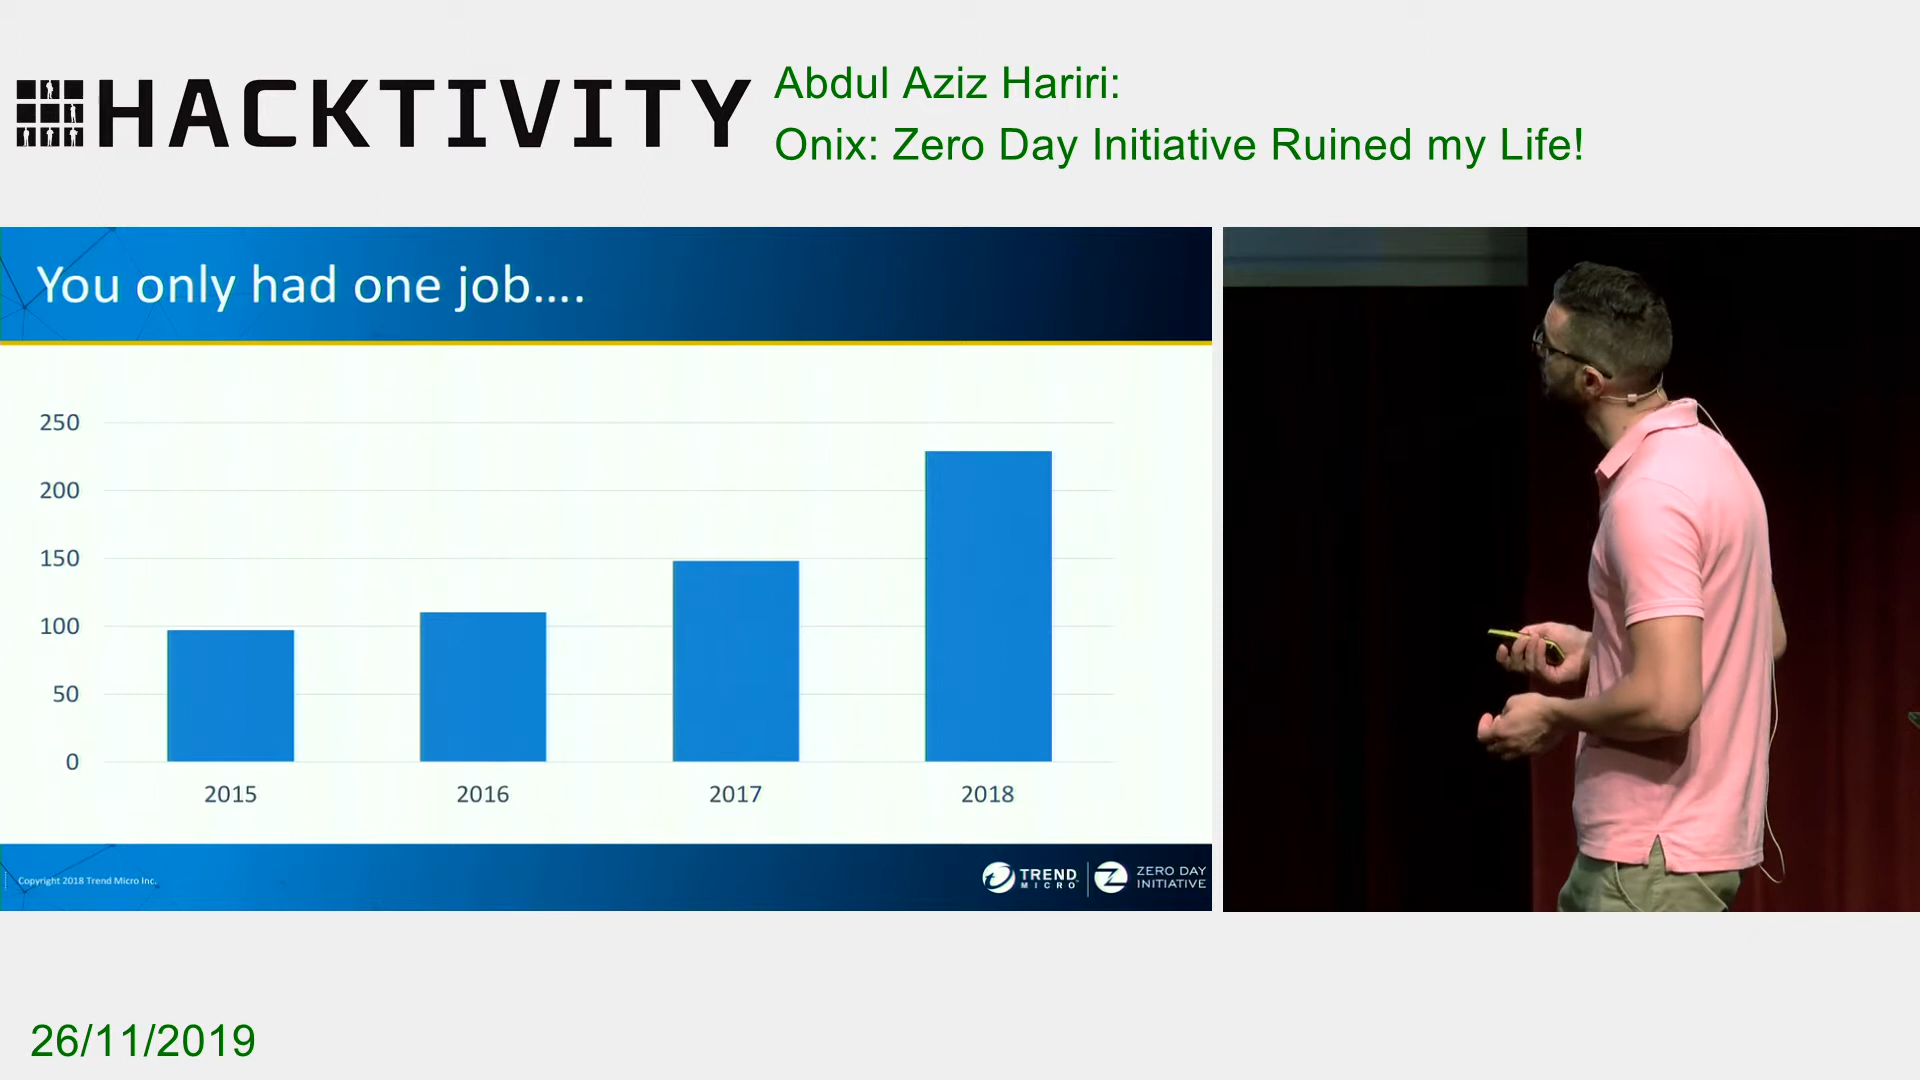 HACKTIVITY
Abdul Aziz Hariri:
Onix: Zero Day Initiative Ruined my Life!
You only had one job....
250
200
150
100
50
0
2015
2016
2017
2018
Copyright 2018 Trend Micro Inc.
TREND
MICRO
ZERO DAY
INITIATIVE
26/11/2019